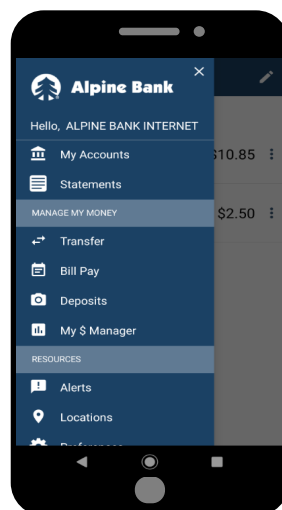 Alpine Bank
Hello, ALPINE BANK INTERNET
My Accounts
$10.85
Statements
MANAGE MY MONEY
$2.50
Transfer
Bill Pay
Deposits
My $ Manager
RESOURCES
Alerts
Locations
Preferences